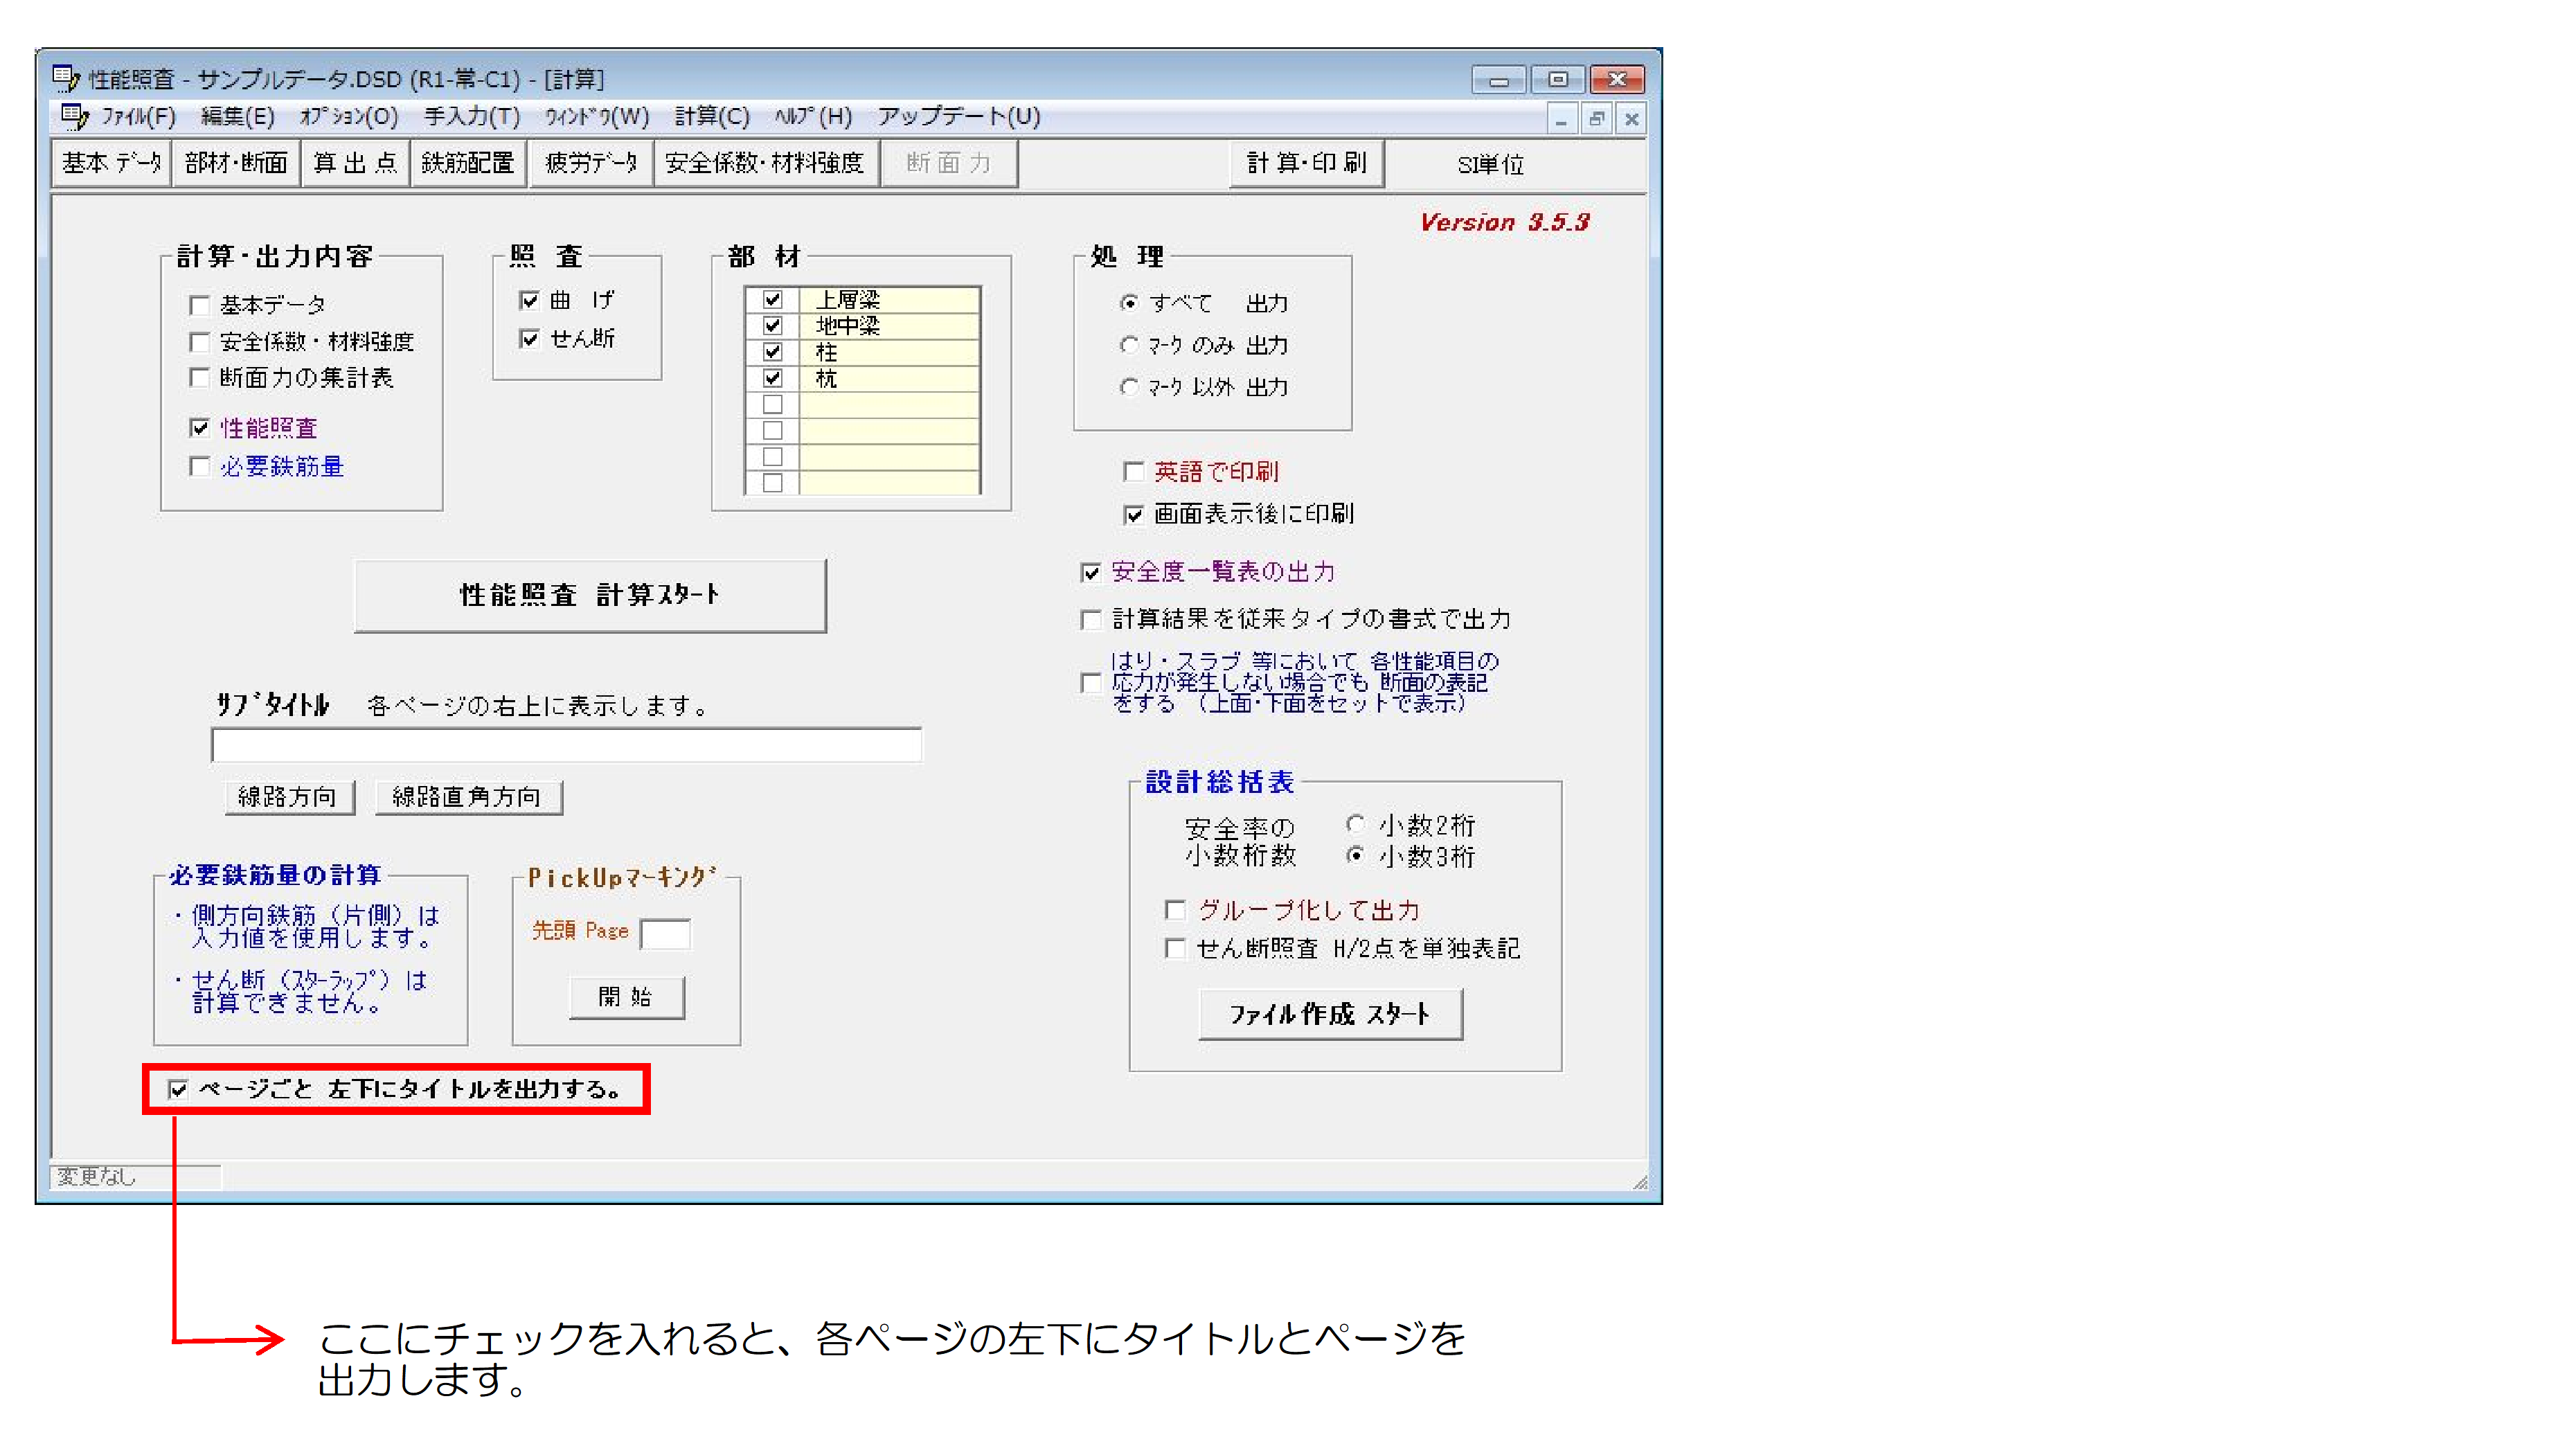 性能照査 - サンプルデータ.DSD (R1-常-C1) - [計算]
ﾌｧｲﾙ(F) 編集(E) ｵﾌﾟｼｮﾝ(O) 手入力(T) ｳｨﾝﾄﾞｳ(W) 計算(C) ﾍﾙﾌﾟ(H) アップデート(U)
基本 ﾃﾞｰﾀ 部材･断面 算 出 点 鉄筋配置 疲労ﾃﾞｰﾀ 安全係数･材料強度 断 面 力 計 算･印 刷 SI単位
Version 3.5.3
計算･出力内容
基本データ
安全係数・材料強度
断面力の集計表
性能照査
必要鉄筋量
照 査
曲 げ
せん断
部 材
上層梁
地中梁
柱
杭
処 理
すべて 出力
ﾏｰｸ のみ 出力
ﾏｰｸ 以外 出力
英語で印刷
画面表示後に印刷
安全度一覧表の出力
計算結果を従来タイプの書式で出力
はり・スラブ 等において 各性能項目の
応力が発生しない場合でも 断面の表記
をする （上面･下面をセットで表示）
性能照査 計算ｽﾀｰﾄ
ｻﾌﾞﾀｲﾄﾙ 各ページの右上に表示します。
線路方向 線路直角方向
設計総括表
安全率の
小数桁数
小数2桁
小数3桁
グループ化して出力
せん断照査 H/2点を単独表記
ﾌｧｲﾙ作成 ｽﾀｰﾄ
必要鉄筋量の計算
・側方向鉄筋（片側）は
入力値を使用します。
・せん断（ｽﾀｰﾗｯﾌﾟ）は
計算できません。
PickUpﾏｰｷﾝｸﾞ
先頭 Page
開 始
ページごと 左下にタイトルを出力する。
変更なし
ここにチェックを入れると、各ページの左下にタイトルとページを
出力します。